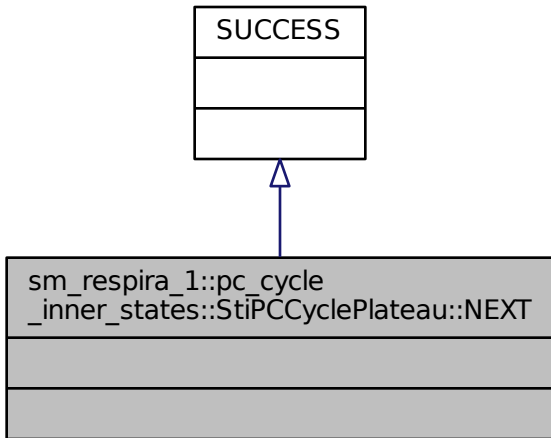 SUCCESS
sm_respira_1::pc_cycle
_inner_states::StiPCCyclePlateau::NEXT